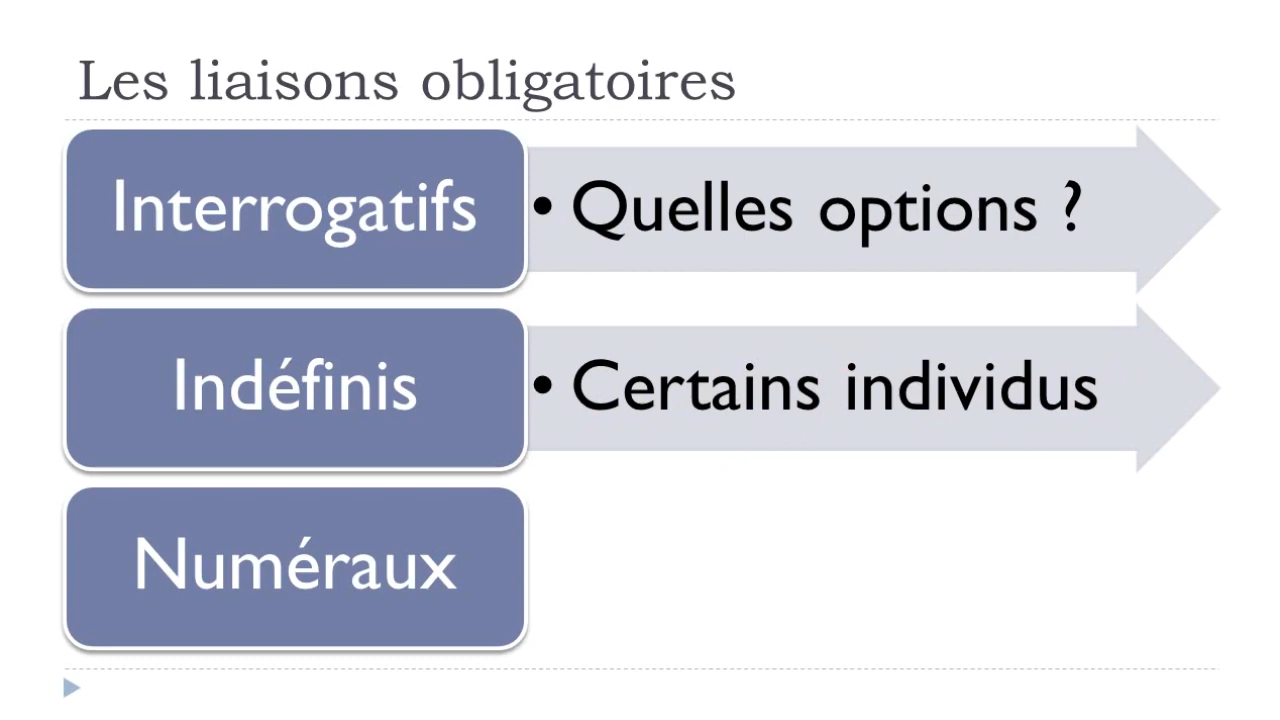 Les liaisons obligatoires
Interrogatifs
• Quelles options ?
Indéfinis
• Certains individus
Numéraux